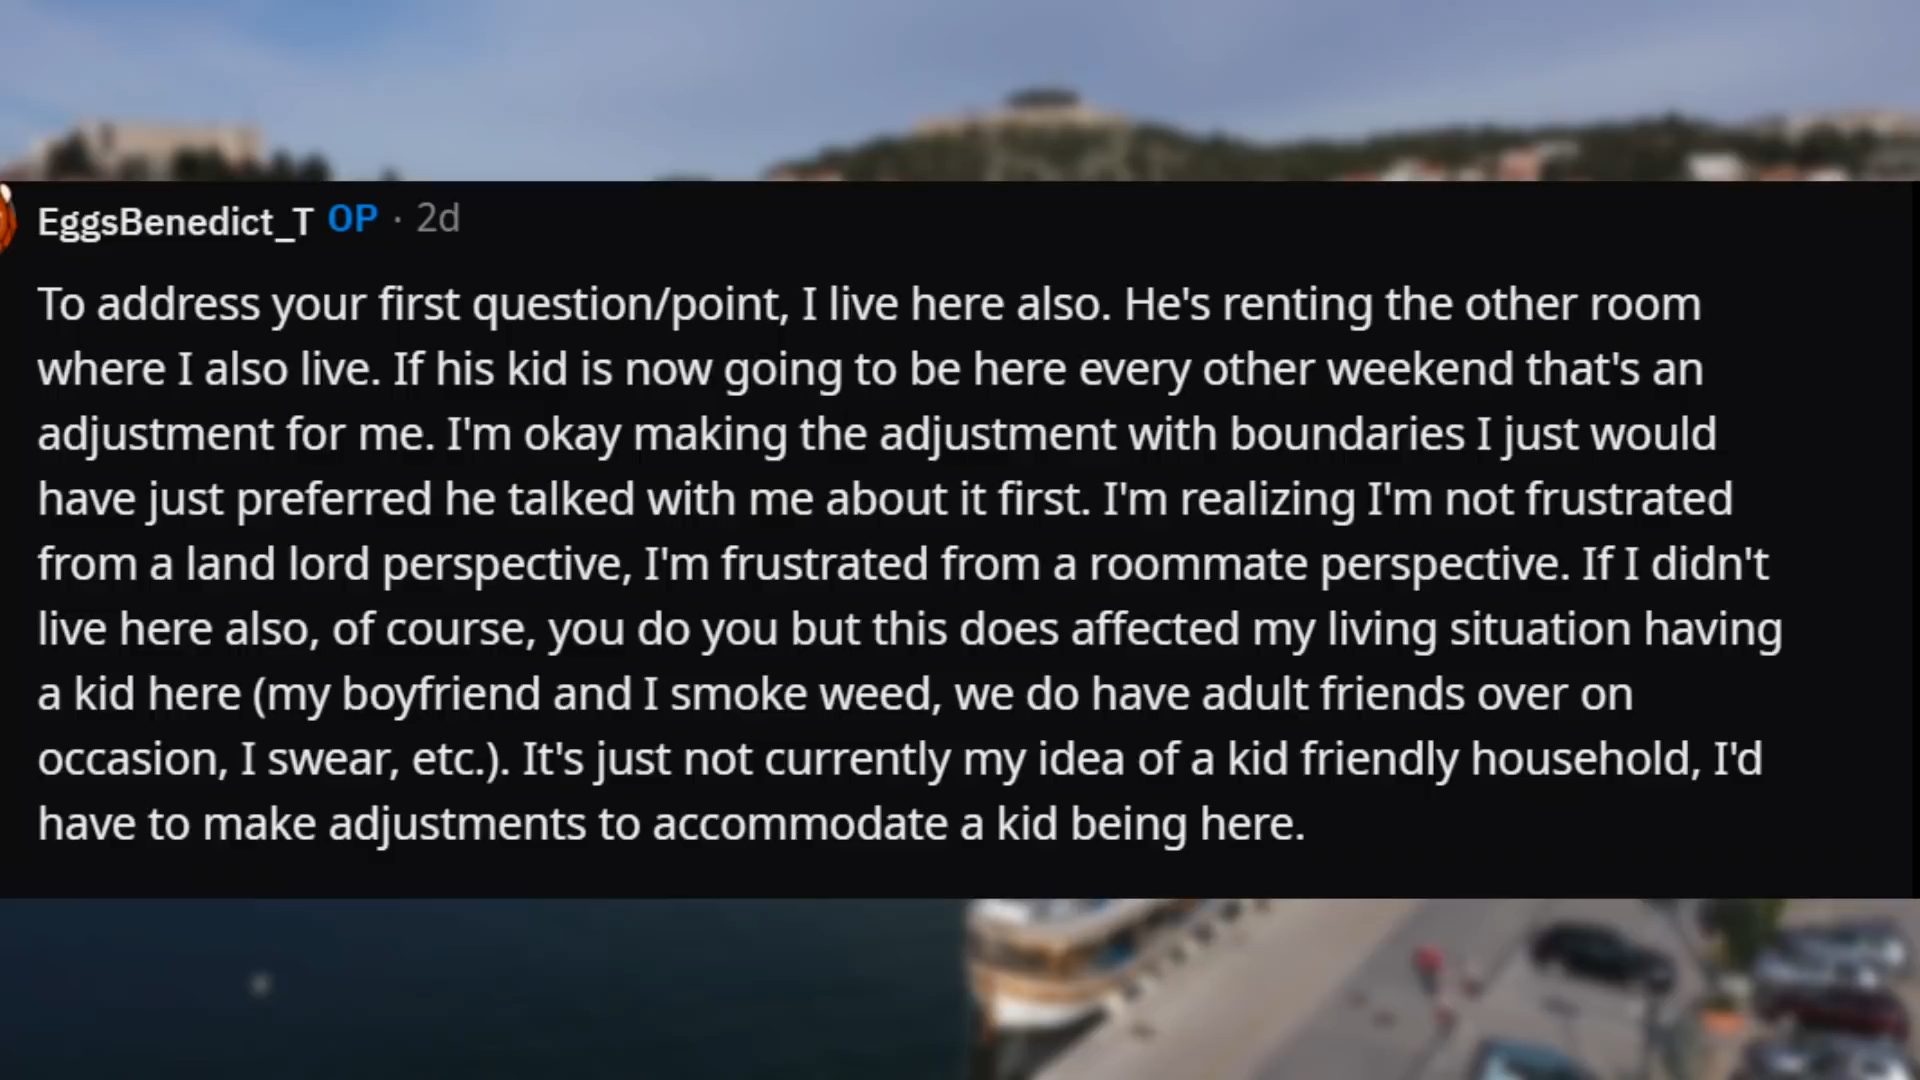 EggsBenedict_T OP · 2d
To address your first question/point, I live here also. He's renting the other room
where I also live. If his kid is now going to be here every other weekend that's an
adjustment for me. I'm okay making the adjustment with boundaries I just would
have just preferred he talked with me about it first. I'm realizing I'm not frustrated
from a land lord perspective, I'm frustrated from a roommate perspective. If I didn't
live here also, of course, you do you but this does affected my living situation having
a kid here (my boyfriend and I smoke weed, we do have adult friends over on
occasion, I swear, etc.). It's just not currently my idea of a kid friendly household, I'd
have to make adjustments to accommodate a kid being here.